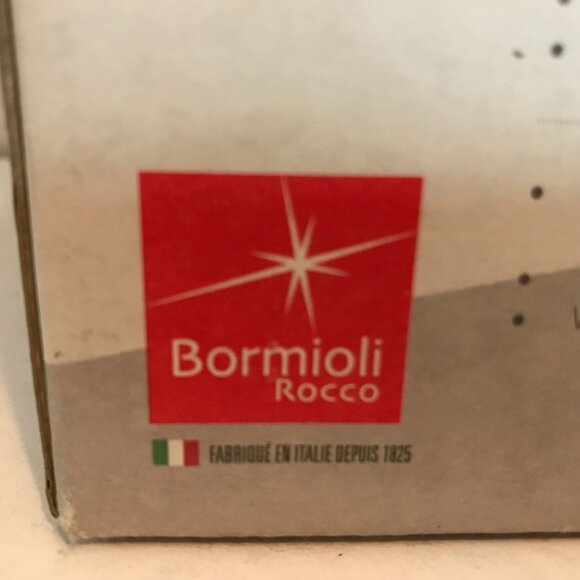 Bormioli
Rocco
FABRIQUÉ EN ITALIE DEPUIS 1825